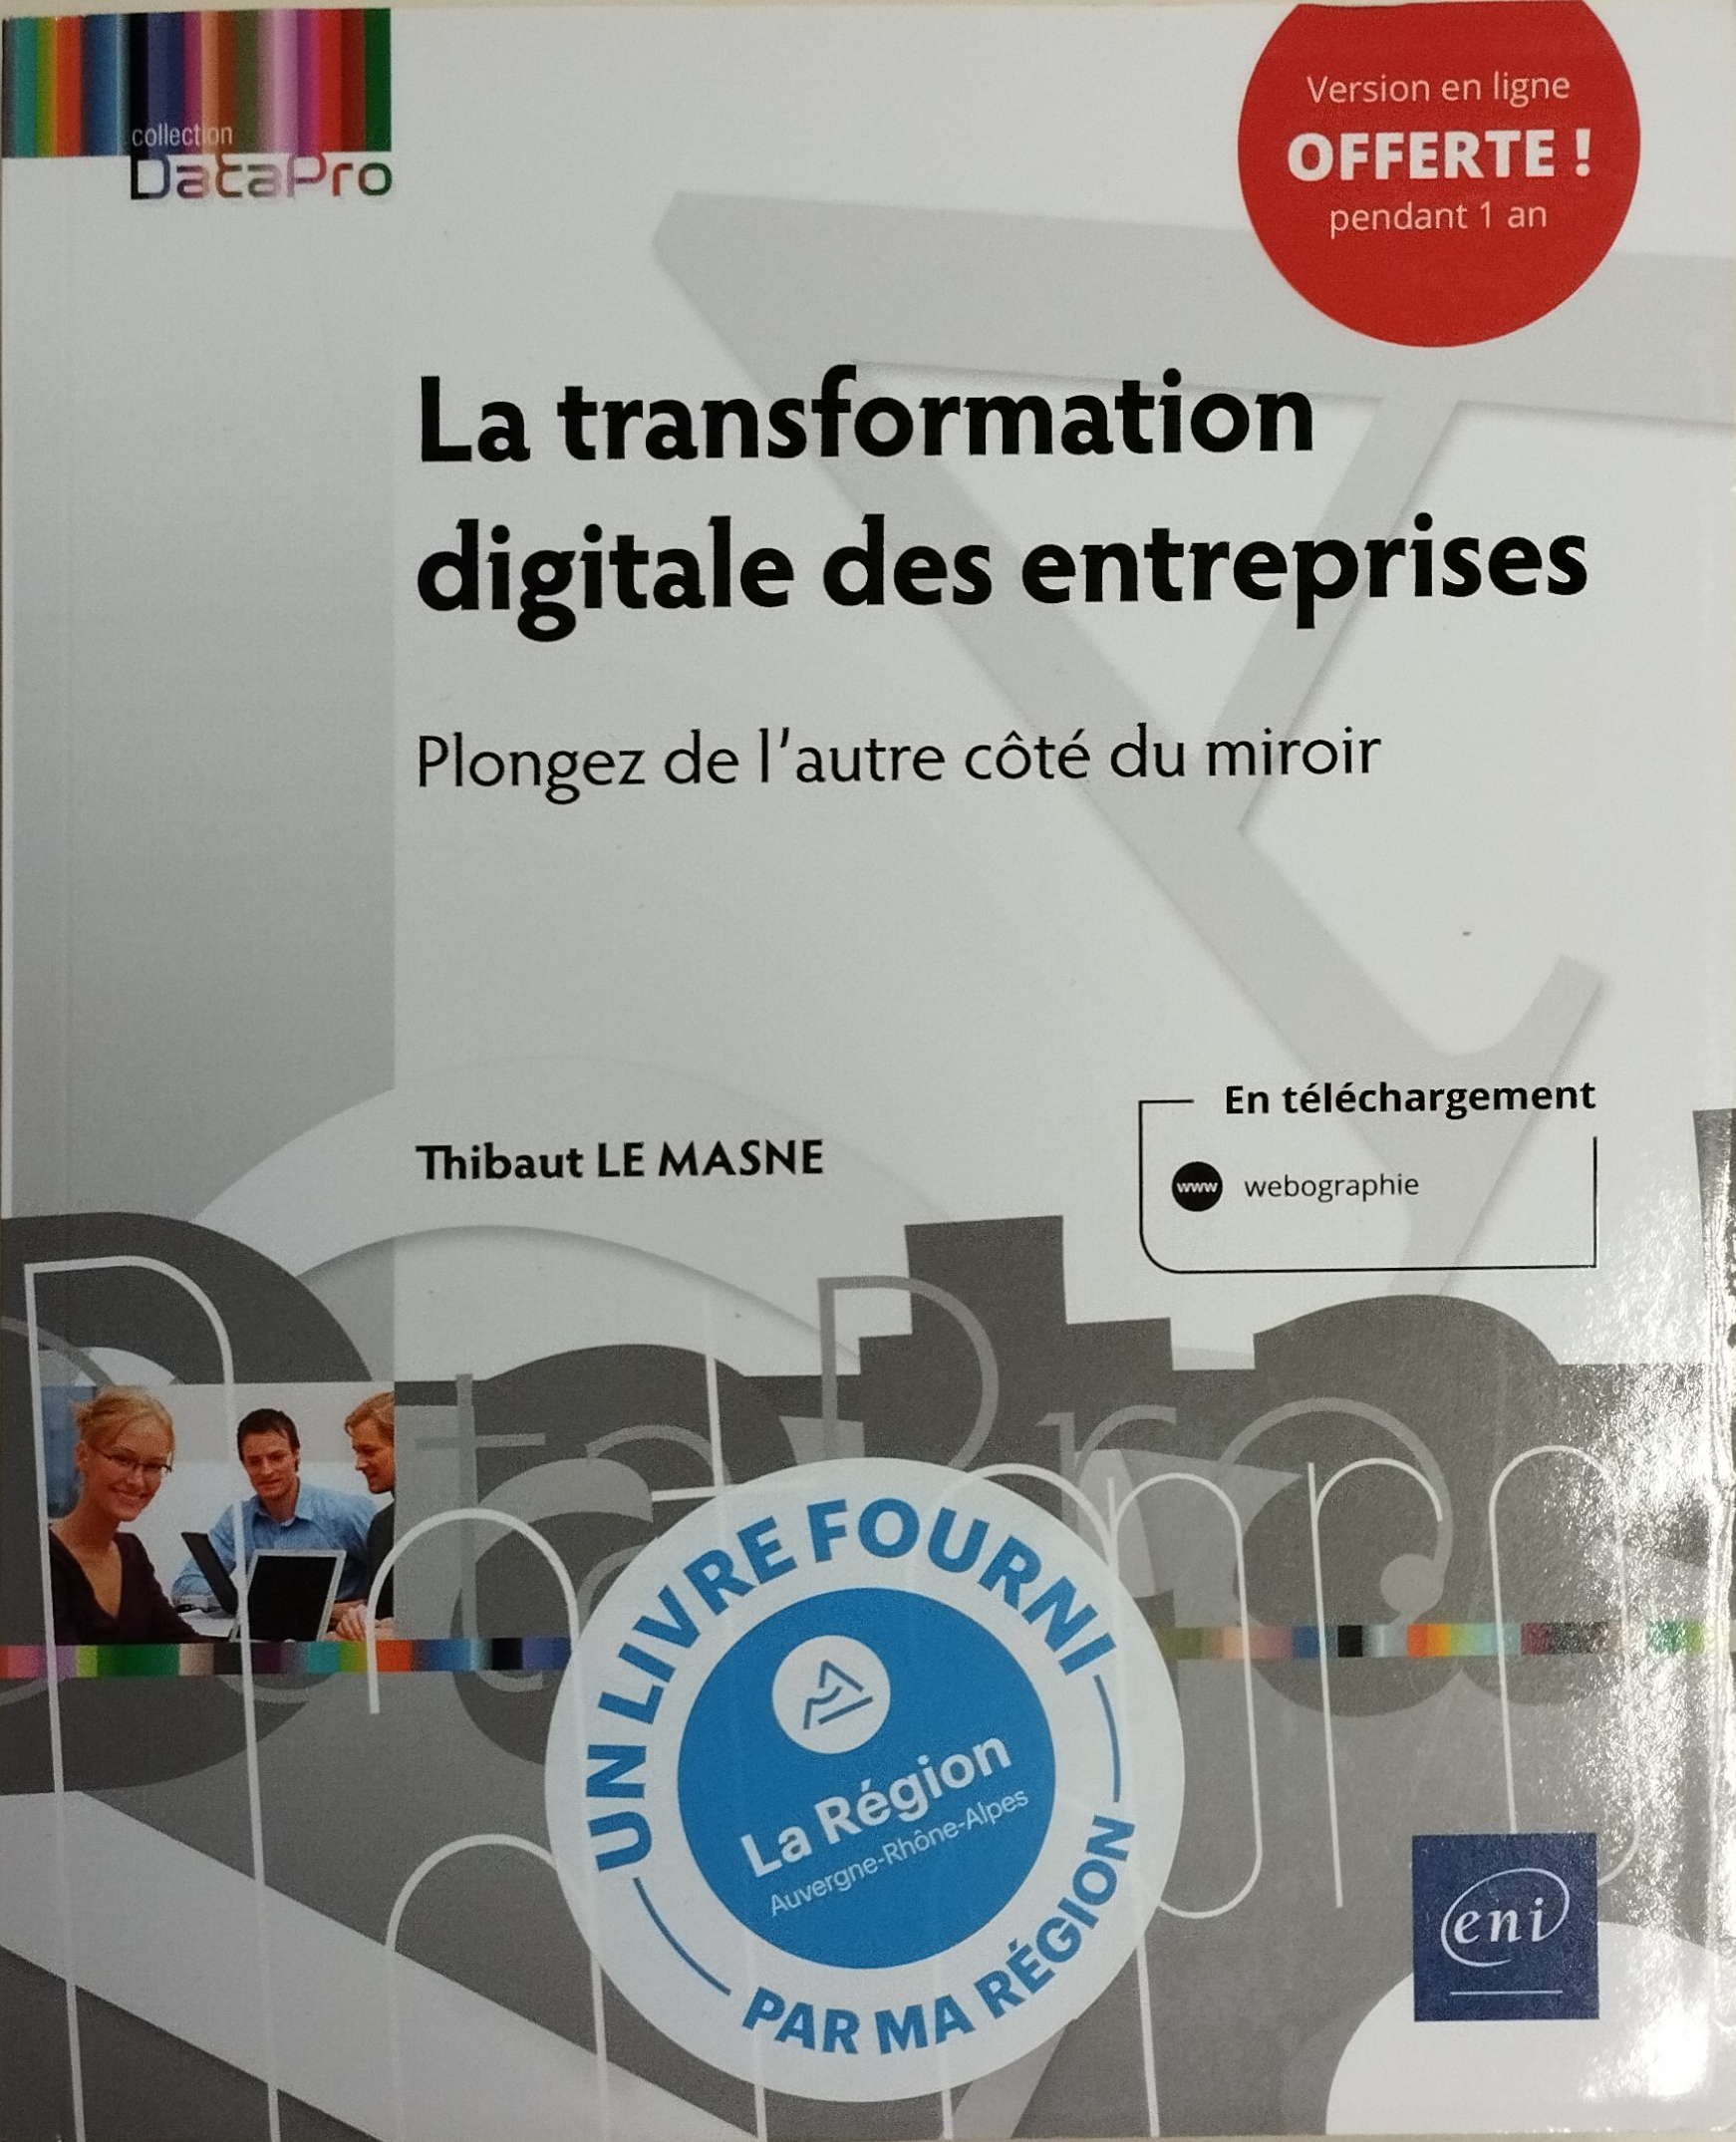 collection
DataPro
Version en ligne
OFFERTE !
pendant 1 an
La transformation
digitale des entreprises
Plongez de l'autre côté du miroir
Thibaut LE MASNE
En téléchargement
www webographie
UN LIVRE FOURNI
La Région
Auvergne-Rhône-Alpes
PAR MA RÉGION
eni